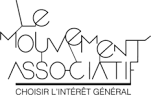 Le
MOUVEMENT
ASSOCIATIF
CHOISIR L'INTÉRÊT GÉNÉRAL